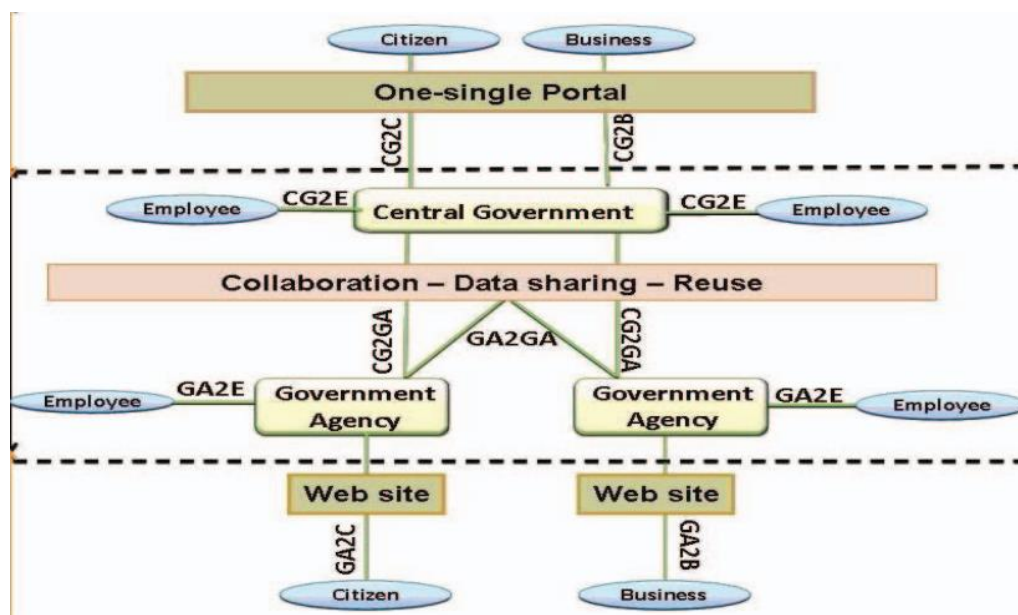 Citizen
Business
One-single Portal
CG2C
CG2B
Employee
CG2E
Central Government
CG2E
Employee
Collaboration – Data sharing – Reuse
CG2GA
GA2GA
CG2GA
Employee
GA2E
Government
Agency
Government
Agency
GA2E
Employee
Web site
Web site
GA2C
GA2B
Citizen
Business